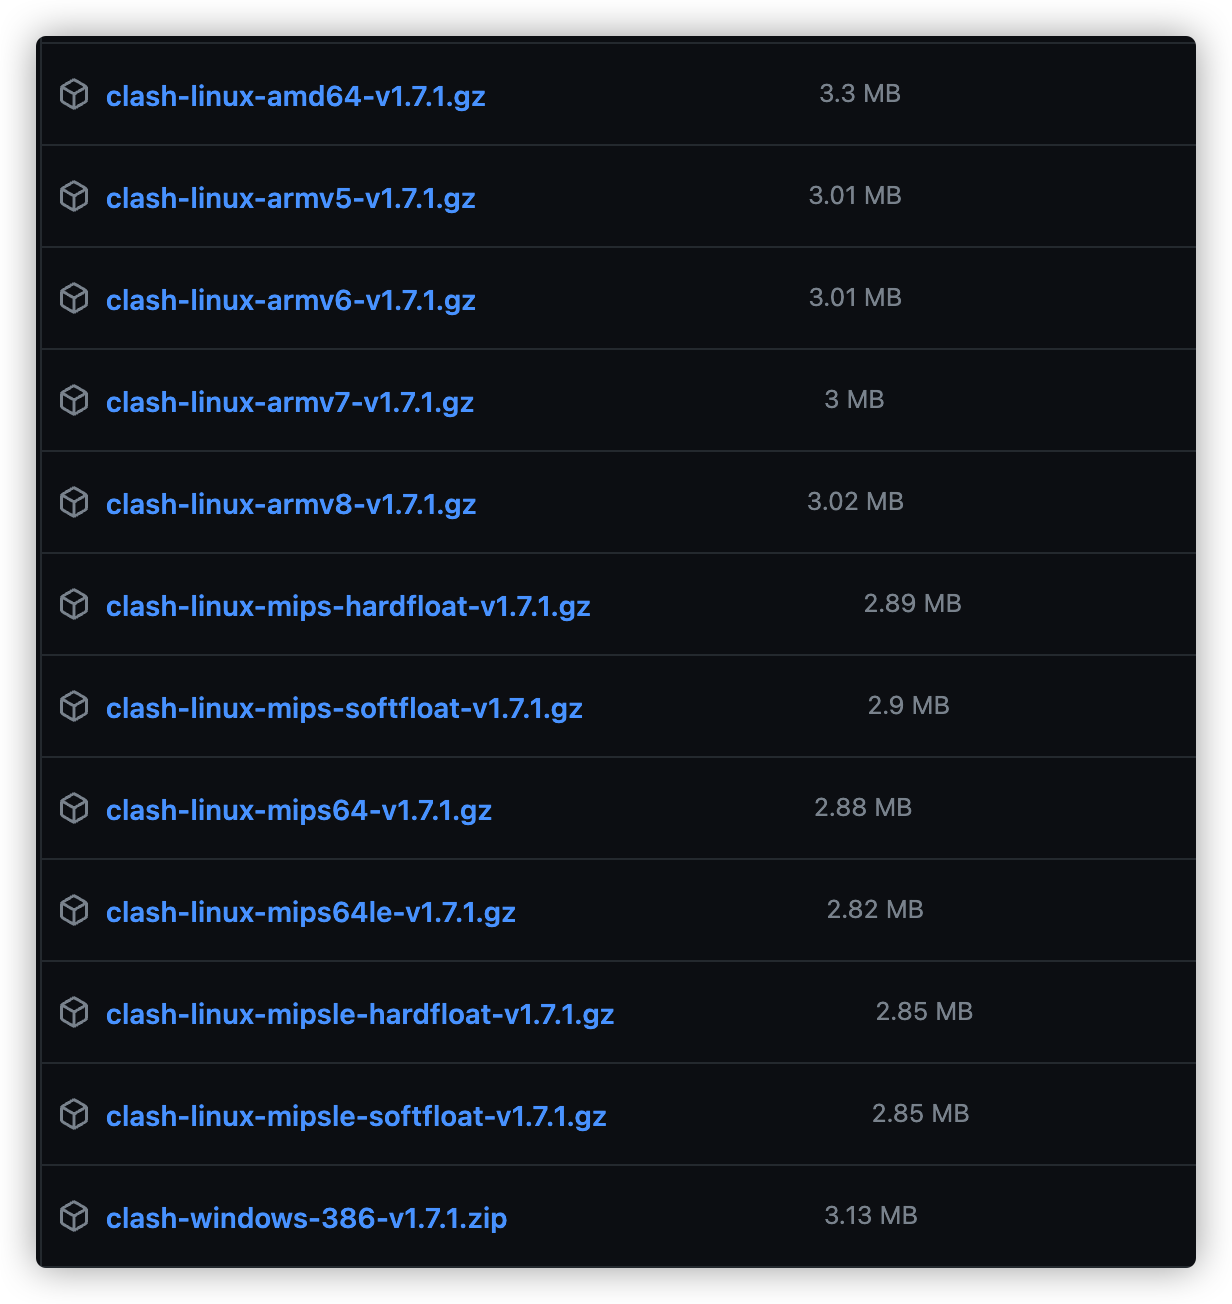 clash-linux-amd64-v1.7.1.gz 3.3 MB
clash-linux-armv5-v1.7.1.gz 3.01 MB
clash-linux-armv6-v1.7.1.gz 3.01 MB
clash-linux-armv7-v1.7.1.gz 3 MB
clash-linux-armv8-v1.7.1.gz 3.02 MB
clash-linux-mips-hardfloat-v1.7.1.gz 2.89 MB
clash-linux-mips-softfloat-v1.7.1.gz 2.9 MB
clash-linux-mips64-v1.7.1.gz 2.88 MB
clash-linux-mips64le-v1.7.1.gz 2.82 MB
clash-linux-mipsle-hardfloat-v1.7.1.gz 2.85 MB
clash-linux-mipsle-softfloat-v1.7.1.gz 2.85 MB
clash-windows-386-v1.7.1.zip 3.13 MB